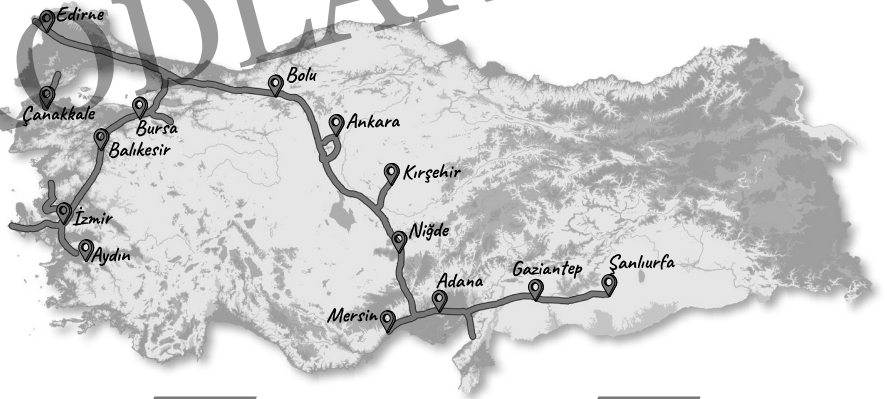 Edirne
Bolu
Çanakkale
Bursa
Ankara
Balıkesir
Kırşehir
İzmir
Niğde
Aydın
Şanlıurfa
Gaziantep
Adana
Mersin